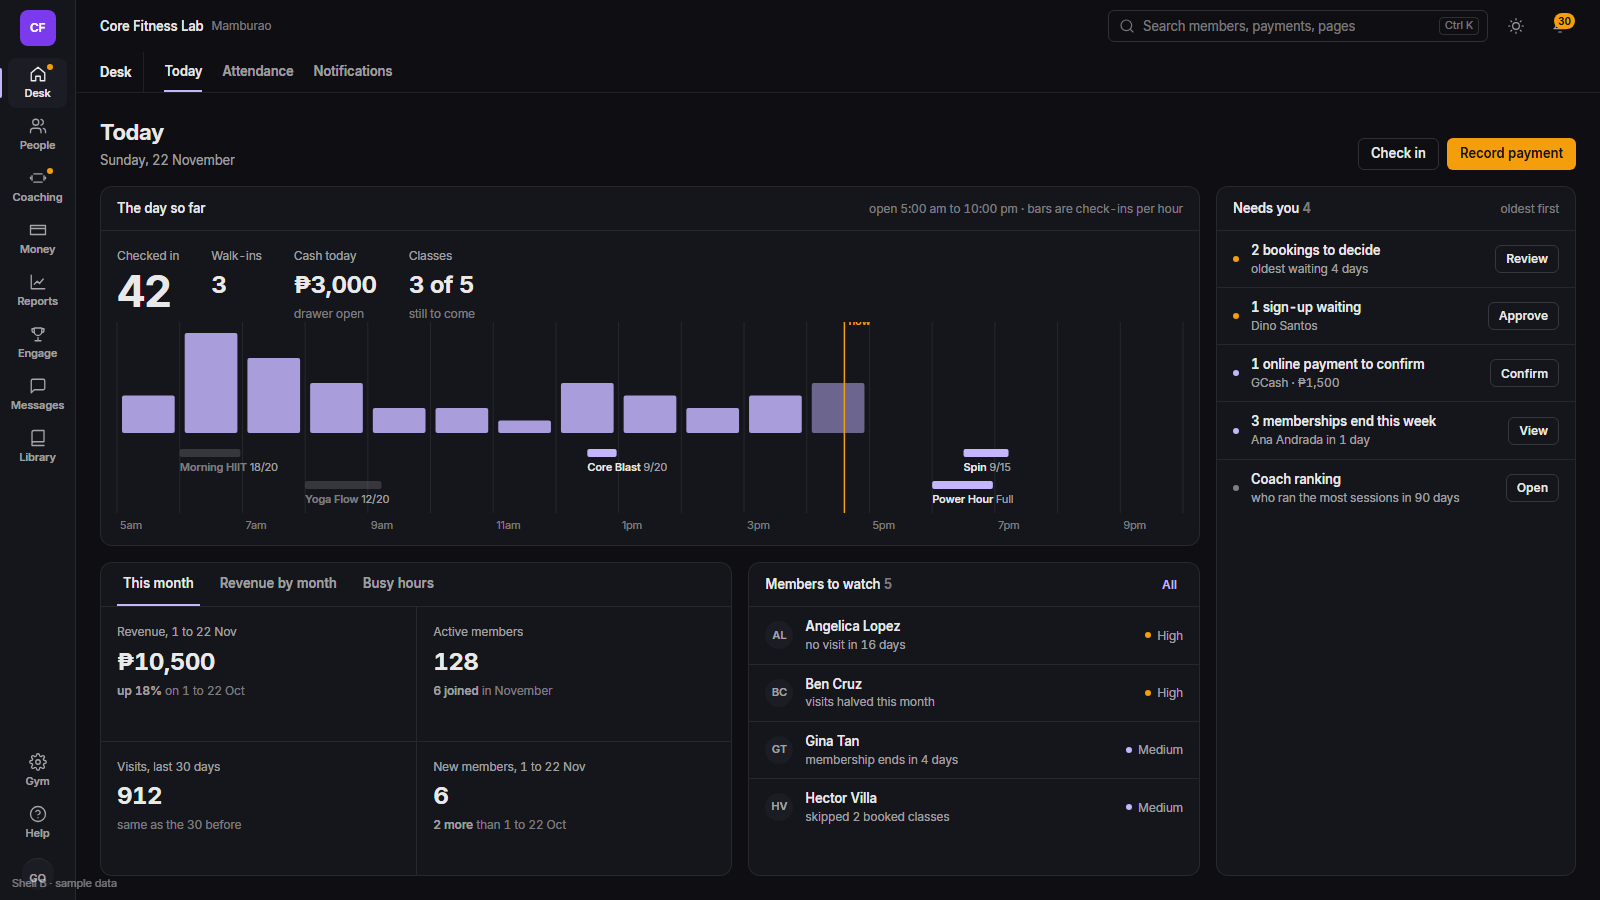 CF
Core Fitness Lab Mamburao
Search members, payments, pages Ctrl K
30
Desk
People
Coaching
Money
Reports
Engage
Messages
Library
Gym
Help
GO
Shell B · sample data
Desk Today Attendance Notifications
Today
Sunday, 22 November
Check in Record payment
The day so far open 5:00 am to 10:00 pm · bars are check-ins per hour
Checked in Walk-ins Cash today Classes
42 3 ₱3,000 3 of 5
drawer open still to come
now
Morning HIIT 18/20 Core Blast 9/20 Spin 9/15
Yoga Flow 12/20 Power Hour Full
5am 7am 9am 11am 1pm 3pm 5pm 7pm 9pm
Needs you 4 oldest first
2 bookings to decide
oldest waiting 4 days
Review
1 sign-up waiting
Dino Santos
Approve
1 online payment to confirm
GCash · ₱1,500
Confirm
3 memberships end this week
Ana Andrada in 1 day
View
Coach ranking
who ran the most sessions in 90 days
Open
This month Revenue by month Busy hours
Revenue, 1 to 22 Nov
₱10,500
up 18% on 1 to 22 Oct
Active members
128
6 joined in November
Visits, last 30 days
912
same as the 30 before
New members, 1 to 22 Nov
6
2 more than 1 to 22 Oct
Members to watch 5 All
AL Angelica Lopez
no visit in 16 days
High
BC Ben Cruz
visits halved this month
High
GT Gina Tan
membership ends in 4 days
Medium
HV Hector Villa
skipped 2 booked classes
Medium